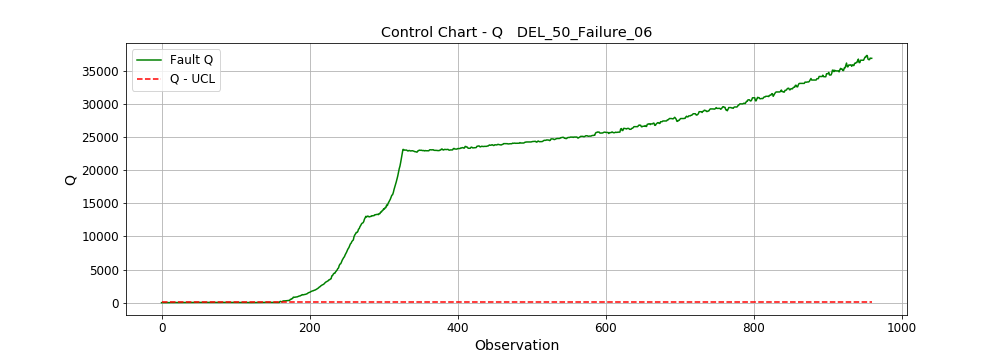 Control Chart - Q   DEL_50_Failure_06
Fault Q
Q - UCL
35000
30000
25000
20000
15000
10000
5000
0
Q
0 200 400 600 800 1000
Observation